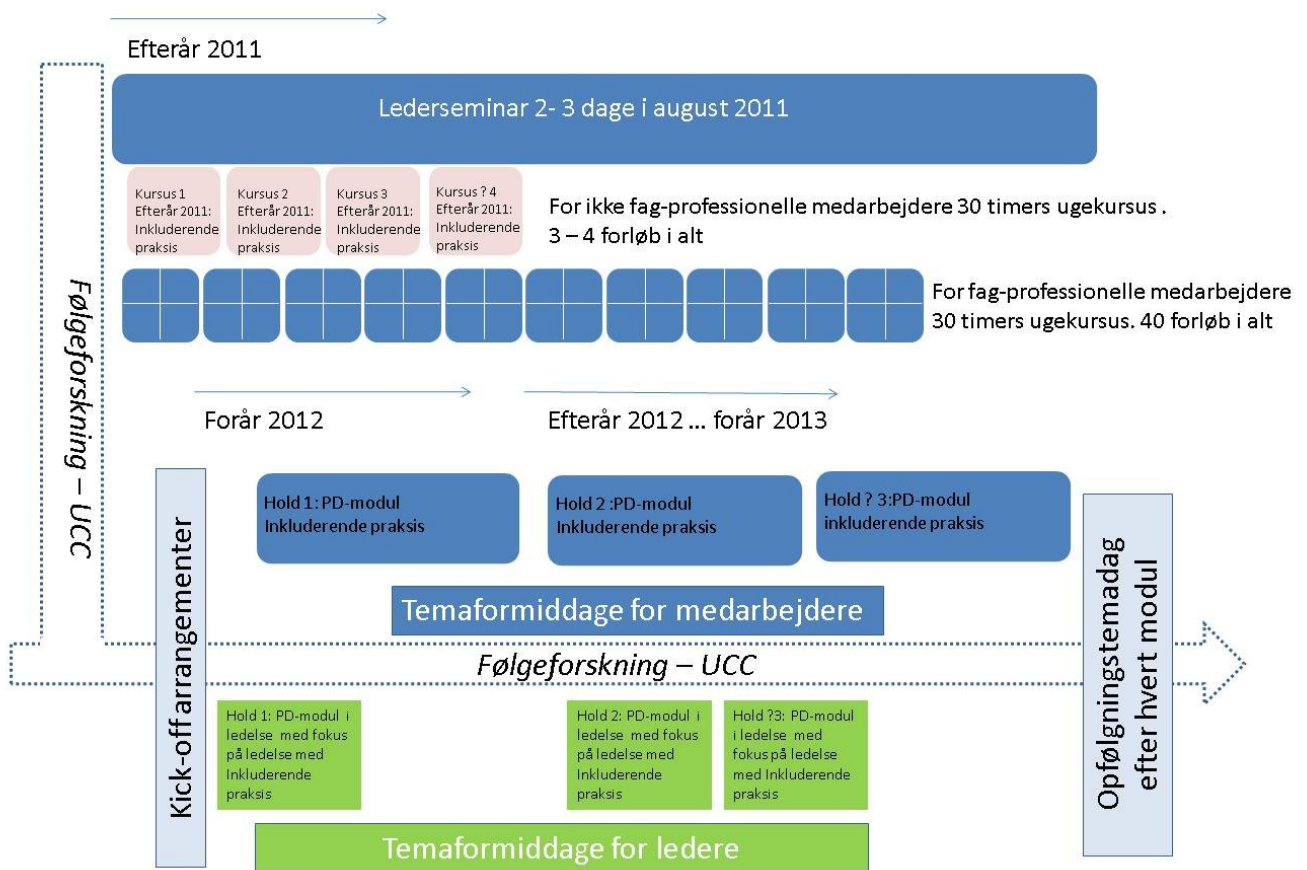 Efterår 2011
Lederseminar 2- 3 dage i august 2011
Kursus 1
Efterår 2011:
Inkluderende
praksis
Kursus 2
Efterår 2011:
Inkluderende
praksis
Kursus 3
Efterår 2011:
Inkluderende
praksis
Kursus ? 4
Efterår 2011:
Inkluderende
praksis
For ikke fag-professionelle medarbejdere 30 timers ugekursus .
3 – 4 forløb i alt
For fag-professionelle medarbejdere
30 timers ugekursus. 40 forløb i alt
Følgeforskning – UCC
Forår 2012
Efterår 2012 ... forår 2013
Kick-off arrangementer
Hold 1: PD-modul
Inkluderende praksis
Hold 2 :PD-modul
Inkluderende praksis
Hold ? 3:PD-modul
inkluderende praksis
Temaformiddage for medarbejdere
Følgeforskning – UCC
Hold 1: PD-modul i
ledelse med fokus
på ledelse med
Inkluderende
praksis
Hold 2: PD-modul i
ledelse med fokus
på ledelse med
Inkluderende
praksis
Hold ?3: PD-modul
i ledelse med
fokus på ledelse
med Inkluderende
praksis
Temaformiddage for ledere
Opfølgningstemadag
efter hvert modul